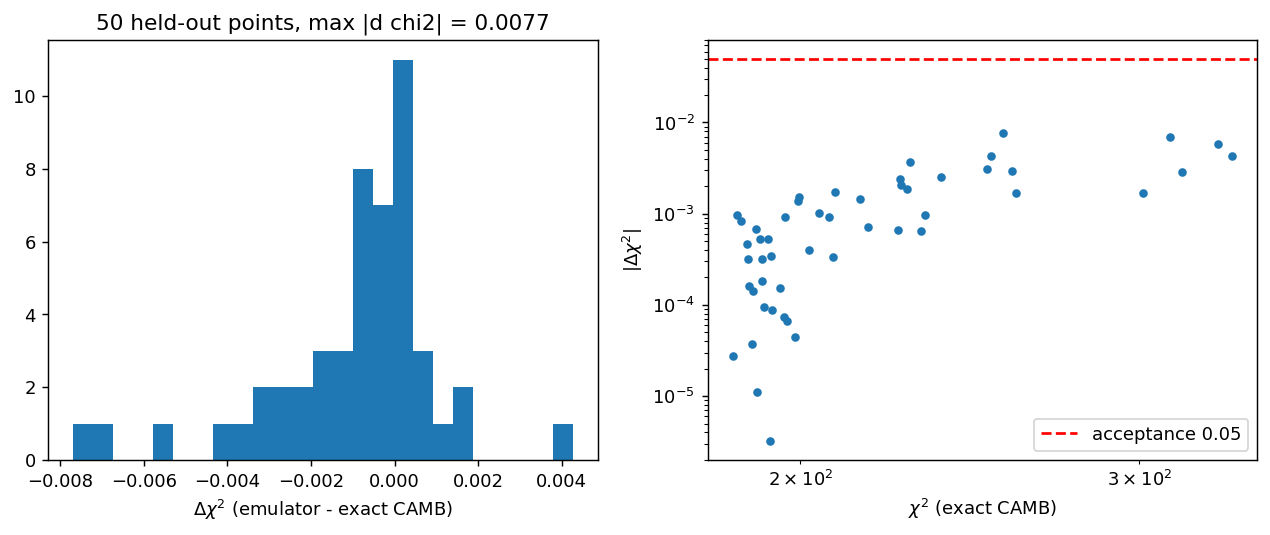 50 held-out points, max |d chi2| = 0.0077
10
8
6
4
2
0
−0.008 −0.006 −0.004 −0.002 0.000 0.002 0.004
Δχ² (emulator - exact CAMB)
|Δχ²|
10⁻²
10⁻³
10⁻⁴
10⁻⁵
acceptance 0.05
2 × 10² 3 × 10²
χ² (exact CAMB)